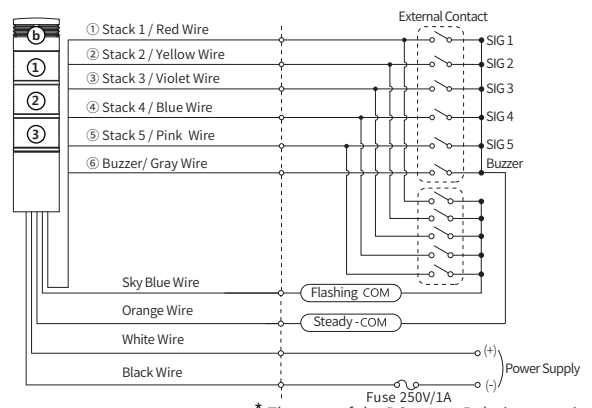 External Contact
b
1
2
3
① Stack 1 / Red Wire
SIG 1
② Stack 2 / Yellow Wire
SIG 2
③ Stack 3 / Violet Wire
SIG 3
④ Stack 4 / Blue Wire
SIG 4
⑤ Stack 5 / Pink Wire
SIG 5
⑥ Buzzer/ Gray Wire
Buzzer
Sky Blue Wire
Flashing COM
Orange Wire
Steady -COM
White Wire
(+)
Power Supply
Black Wire
(-)
Fuse 250V/1A